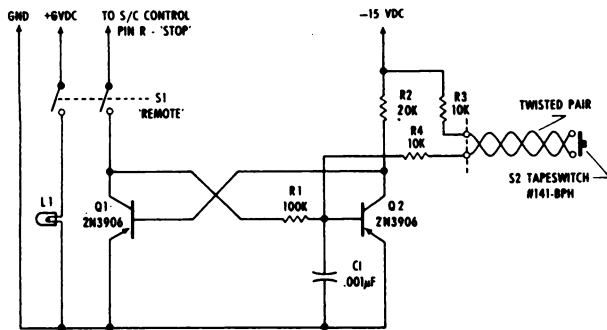 GND
+6VDC
TO S/C CONTROL
PIN R - 'STOP'
-15 VDC
S1
'REMOTE'
R2
20K
R3
10K
TWISTED PAIR
R4
10K
S2 TAPESWITCH
#141-BPH
L1
Q1
2N3906
R1
100K
Q2
2N3906
C1
.001µF